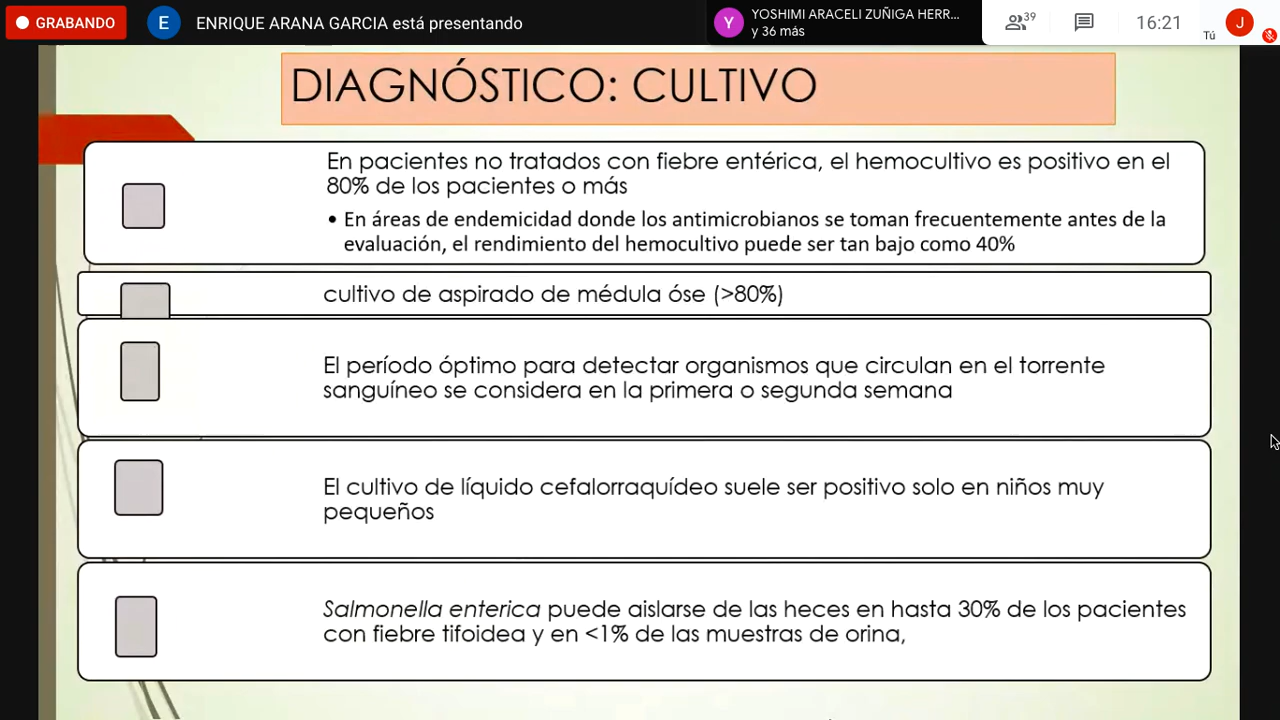 GRABANDO
E
ENRIQUE ARANA GARCIA está presentando
Y
YOSHIMI ARACELI ZUÑIGA HERR...
y 36 más
39
16:21
Tú
J
DIAGNÓSTICO: CULTIVO
En pacientes no tratados con fiebre entérica, el hemocultivo es positivo en el
80% de los pacientes o más
• En áreas de endemicidad donde los antimicrobianos se toman frecuentemente antes de la
evaluación, el rendimiento del hemocultivo puede ser tan bajo como 40%
cultivo de aspirado de médula óse (>80%)
El período óptimo para detectar organismos que circulan en el torrente
sanguíneo se considera en la primera o segunda semana
El cultivo de líquido cefalorraquídeo suele ser positivo solo en niños muy
pequeños
Salmonella enterica puede aislarse de las heces en hasta 30% de los pacientes
con fiebre tifoidea y en <1% de las muestras de orina,